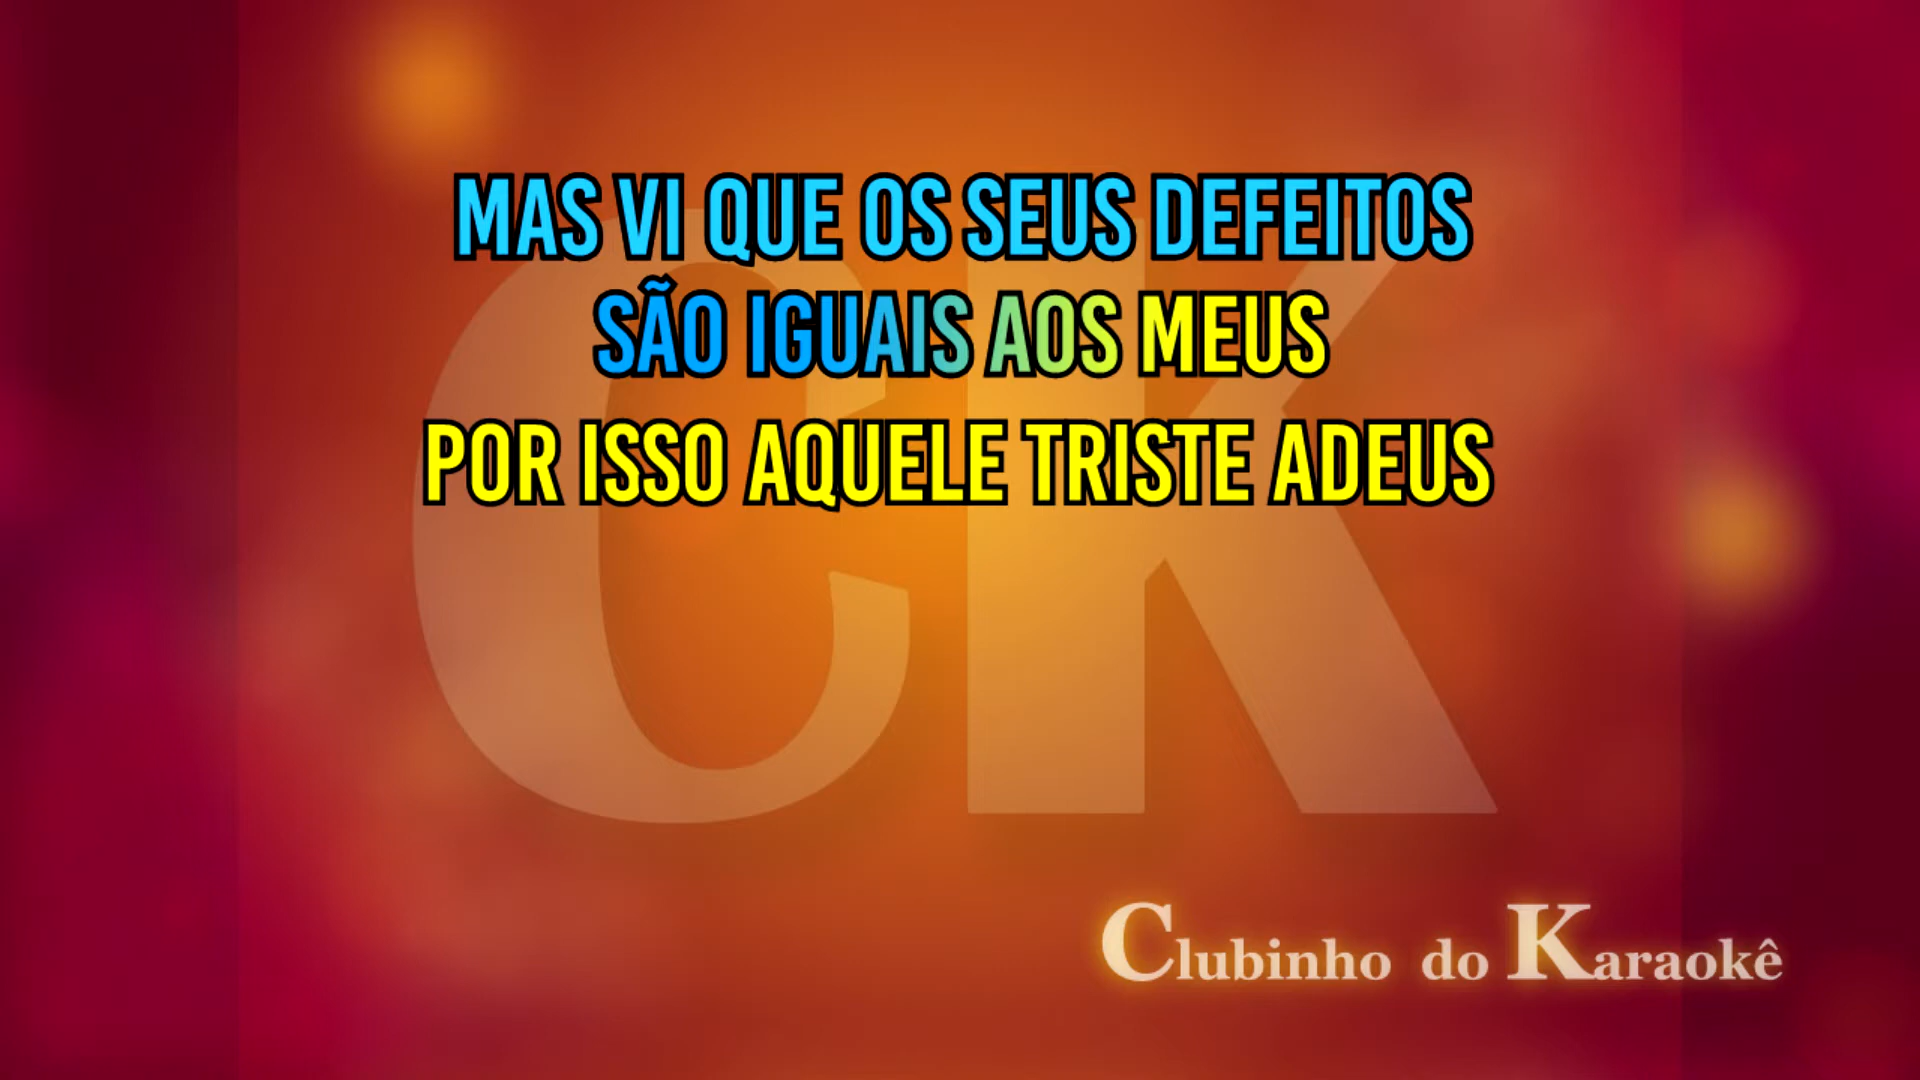 MAS VI QUE OS SEUS DEFEITOS
SÃO IGUAIS AOS MEUS
POR ISSO AQUELE TRISTE ADEUS
CK
Clubinho do Karaokê